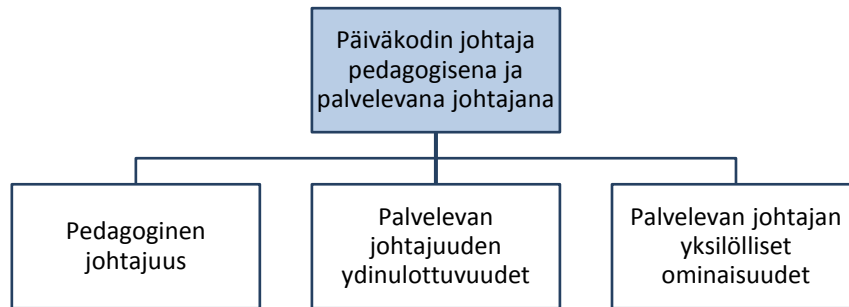 Päiväkodin johtaja
pedagogisena ja
palvelevana johtajana
Pedagoginen
johtajuus
Palvelevan
johtajuuden
ydinulottuvuudet
Palvelevan johtajan
yksilölliset
ominaisuudet